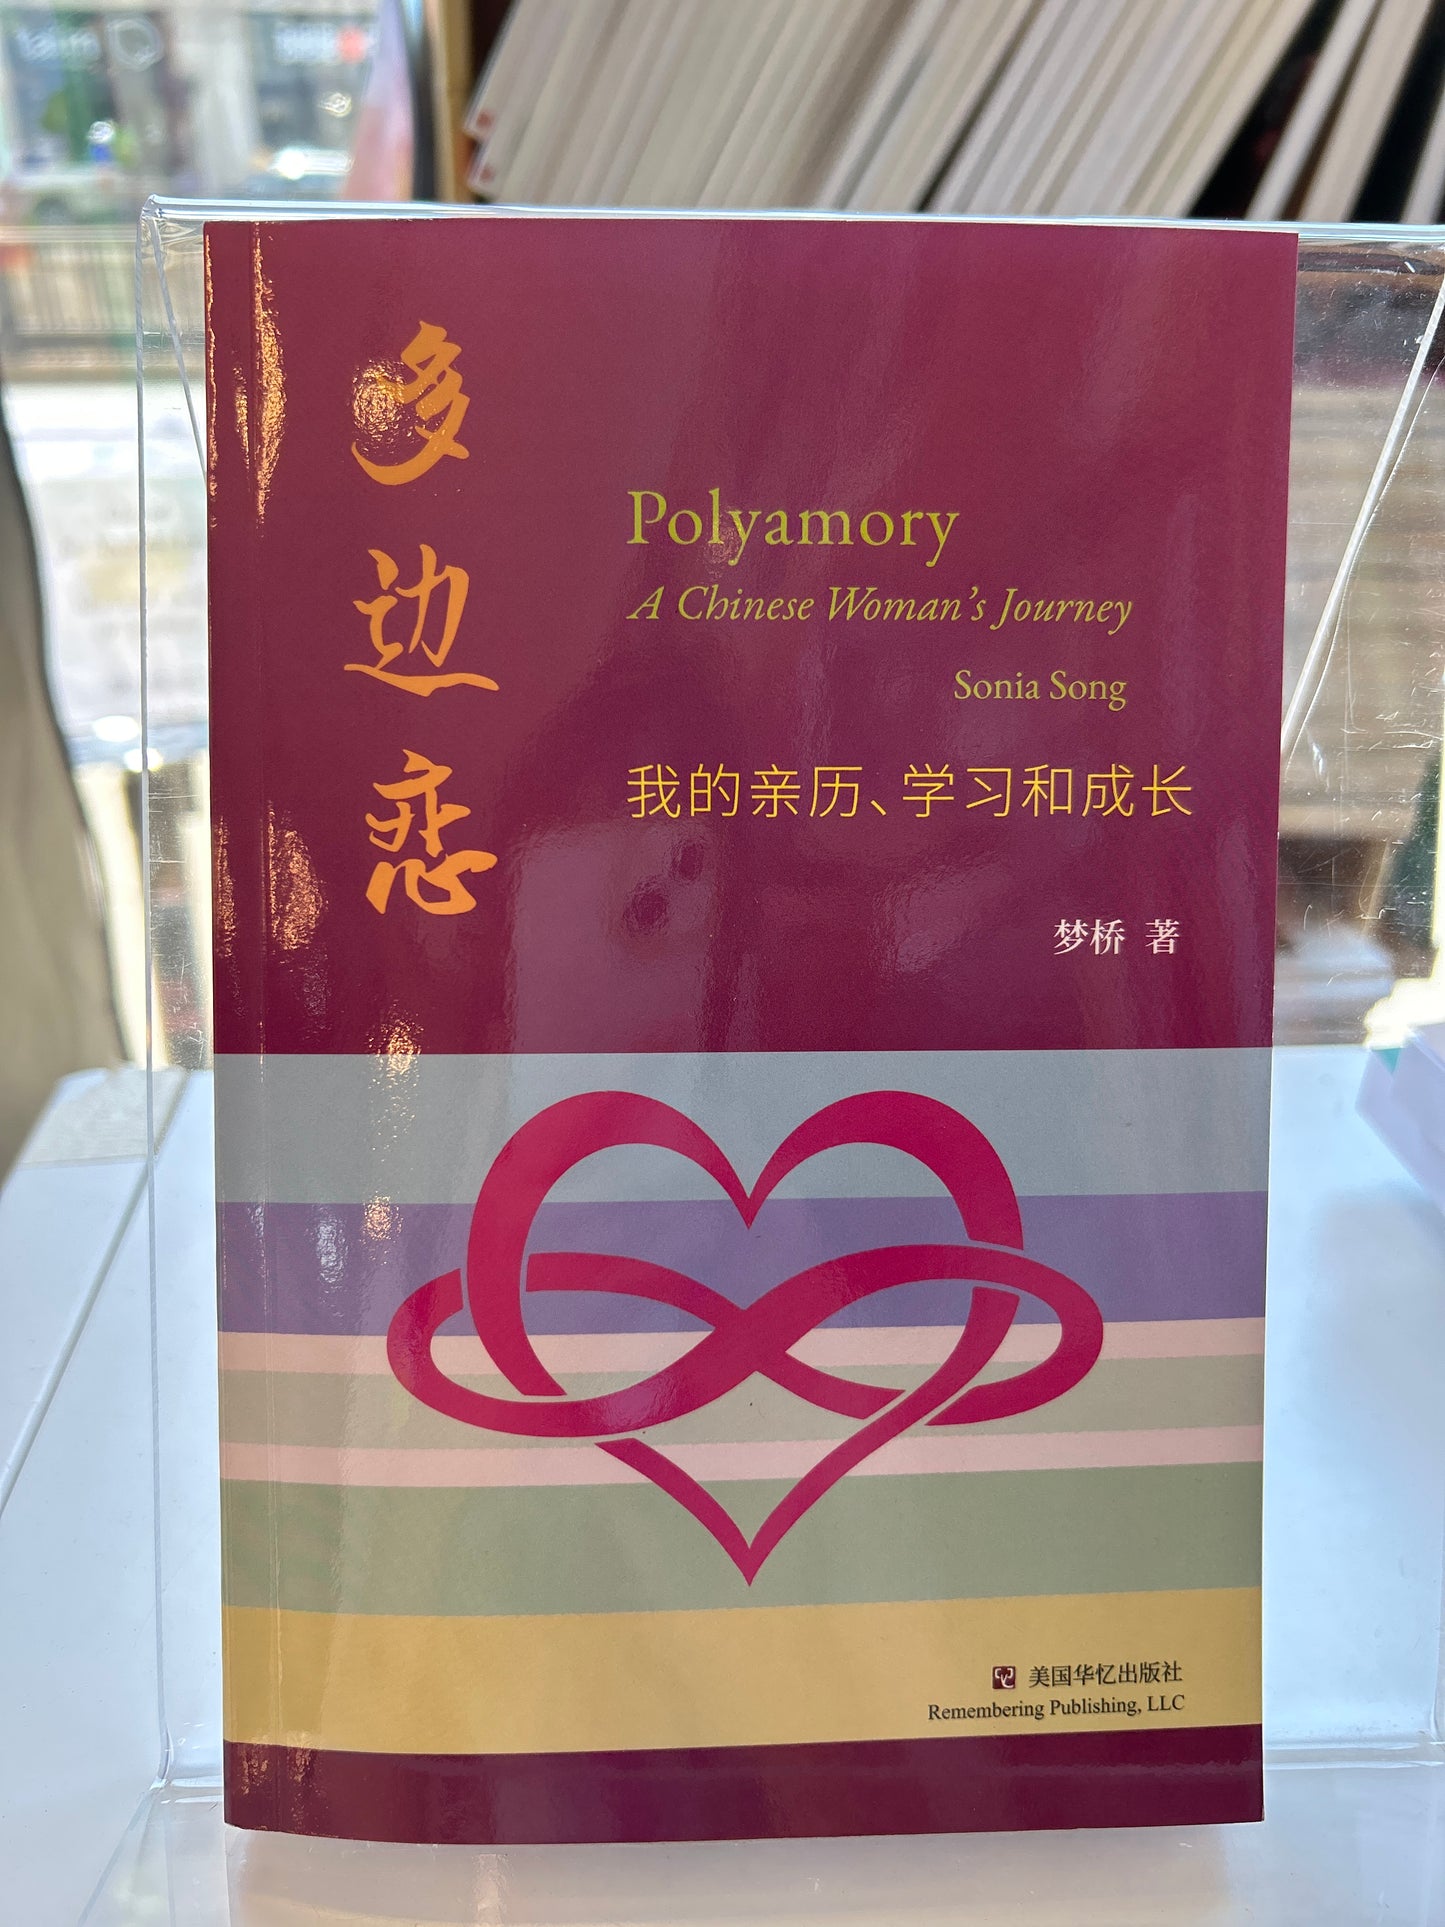 多边恋
Polyamory
A Chinese Woman's Journey
Sonia Song
我的亲历、学习和成长
梦桥 著
美国华忆出版社
Remembering Publishing, LLC